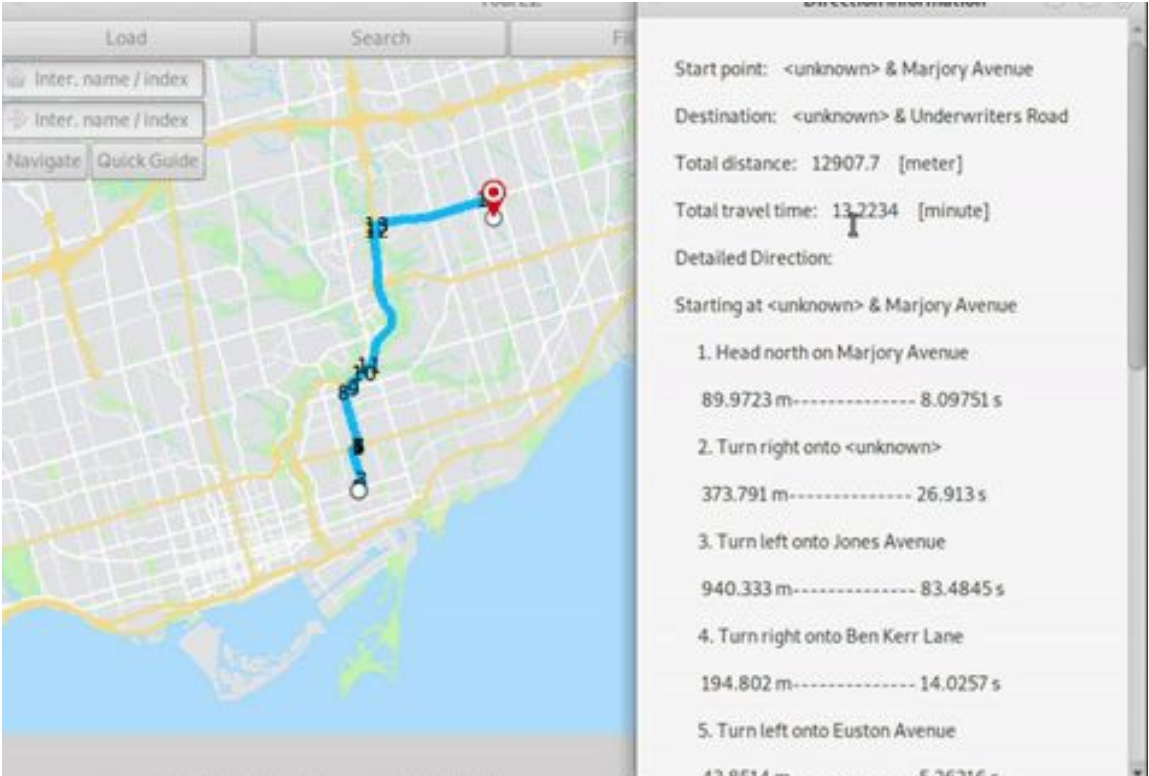 Load
Search
Inter. name / index
Inter. name / index
Navigate
Quick Guide
Direction Information
Start point: <unknown> & Marjory Avenue
Destination: <unknown> & Underwriters Road
Total distance: 12907.7 [meter]
Total travel time: 13.2234 [minute]
Detailed Direction:
Starting at <unknown> & Marjory Avenue
1. Head north on Marjory Avenue
89.9723 m-------------- 8.09751 s
2. Turn right onto <unknown>
373.791 m-------------- 26.913 s
3. Turn left onto Jones Avenue
940.333 m-------------- 83.4845 s
4. Turn right onto Ben Kerr Lane
194.802 m-------------- 14.0257 s
5. Turn left onto Euston Avenue